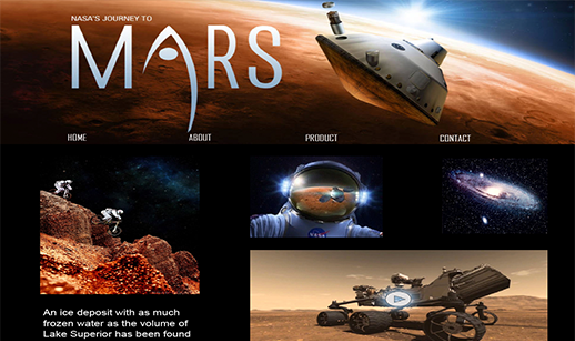 NASA'S JOURNEY TO
MARS
HOME ABOUT PRODUCT CONTACT
An ice deposit with as much
frozen water as the volume of
Lake Superior has been found